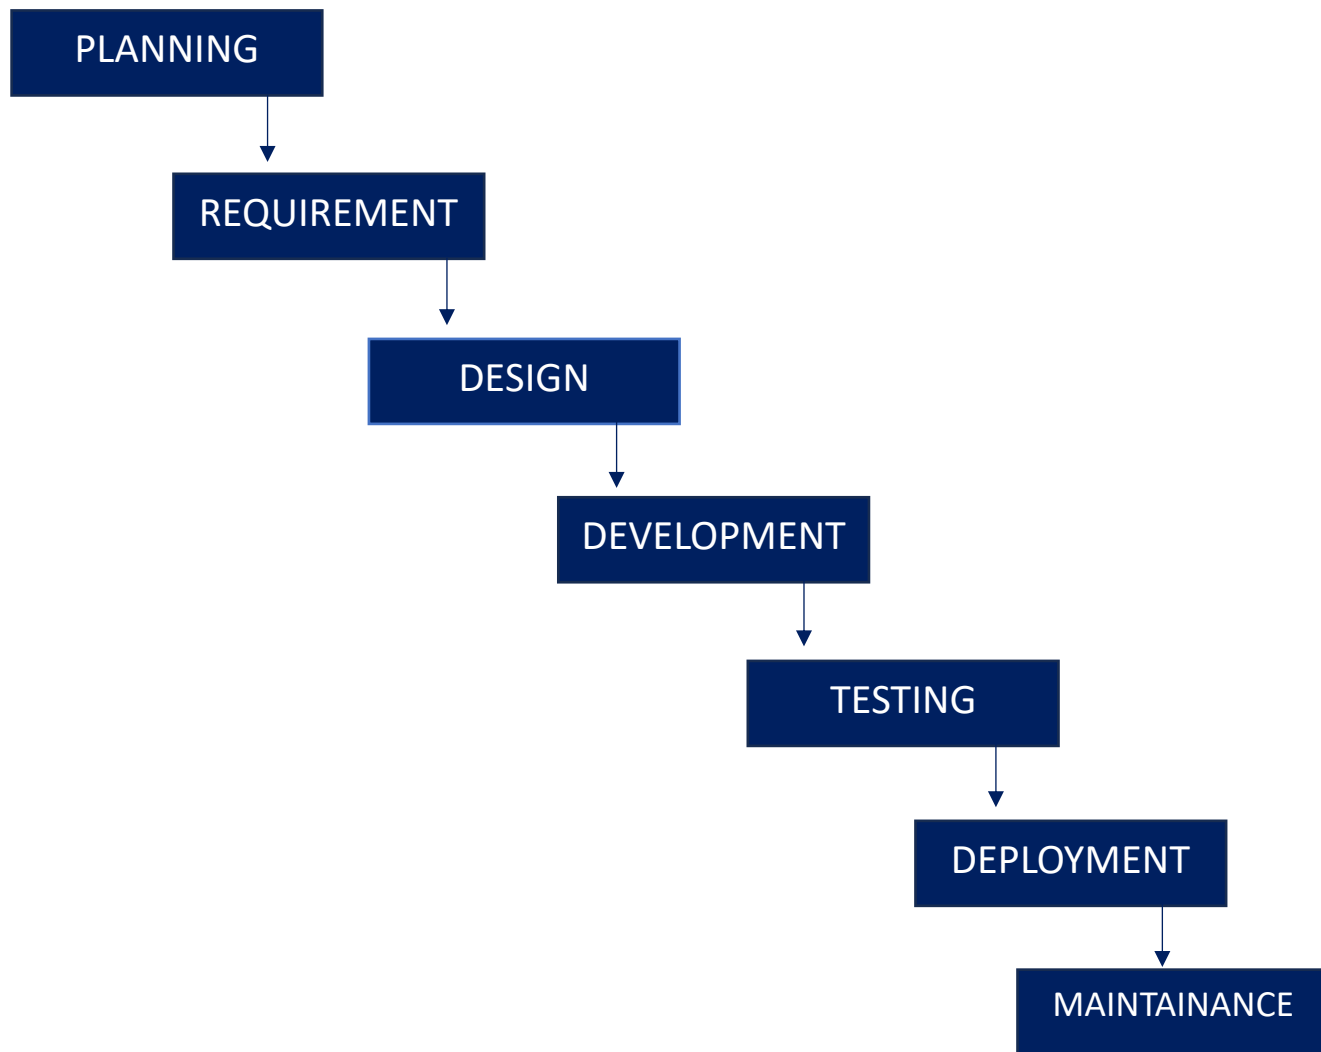 PLANNING
REQUIREMENT
DESIGN
DEVELOPMENT
TESTING
DEPLOYMENT
MAINTAINANCE